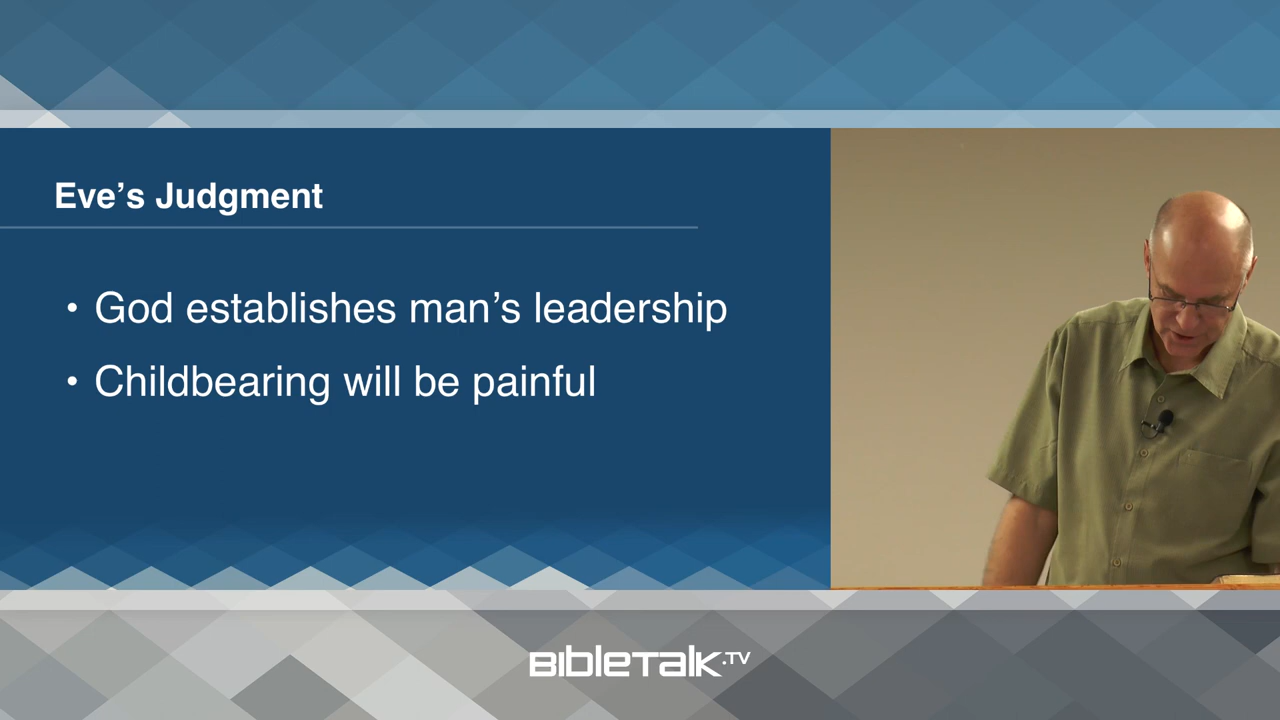 Eve’s Judgment
• God establishes man’s leadership
• Childbearing will be painful
BIBLETALK.TV